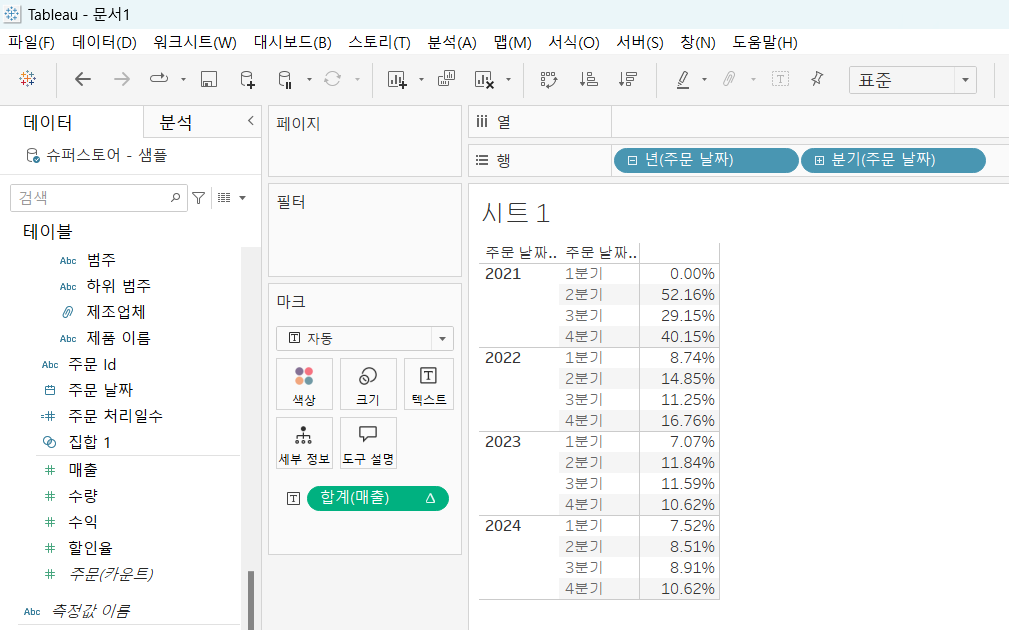 Tableau - 문서1
파일(F) 데이터(D) 워크시트(W) 대시보드(B) 스토리(T) 분석(A) 맵(M) 서식(O) 서버(S) 창(N) 도움말(H)
표준
데이터 분석
슈퍼스토어 - 샘플
검색
테이블
Abc 범주
Abc 하위 범주
제조업체
Abc 제품 이름
Abc 주문 Id
주문 날짜
주문 처리일수
집합 1
매출
수량
수익
할인율
주문(카운트)
Abc 측정값 이름
페이지
필터
마크
자동
색상 크기 텍스트
세부 정보 도구 설명
합계(매출) Δ
열
행 년(주문 날짜) 분기(주문 날짜)
시트 1
주문 날짜.. 주문 날짜..
2021 1분기 0.00%
2분기 52.16%
3분기 29.15%
4분기 40.15%
2022 1분기 8.74%
2분기 14.85%
3분기 11.25%
4분기 16.76%
2023 1분기 7.07%
2분기 11.84%
3분기 11.59%
4분기 10.62%
2024 1분기 7.52%
2분기 8.51%
3분기 8.91%
4분기 10.62%